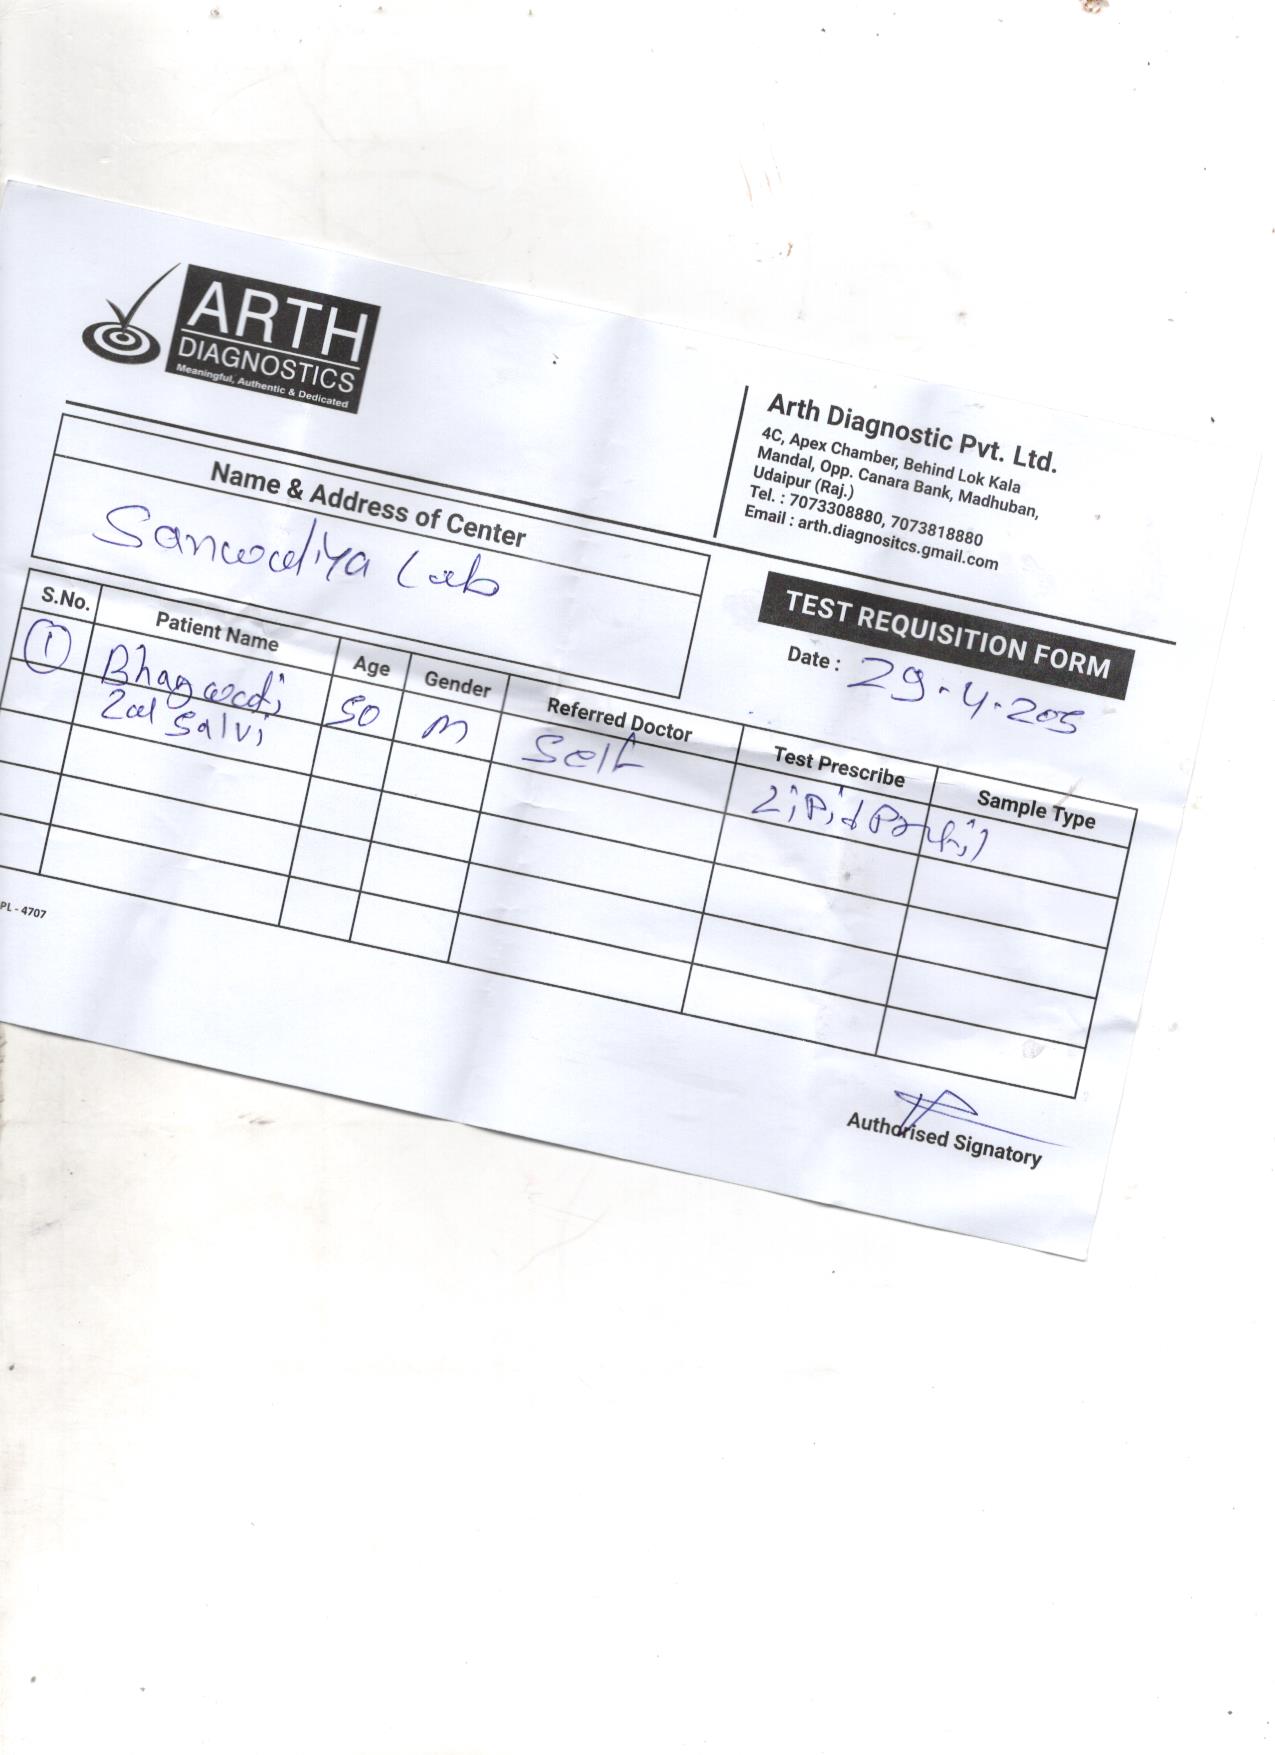 ARTH
DIAGNOSTICS
Meaningful, Authentic & Dedicated
Arth Diagnostic Pvt. Ltd.
4C, Apex Chamber, Behind Lok Kala
Mandal, Opp. Canara Bank, Madhuban,
Udaipur (Raj.)
Tel. : 7073308880, 7073818880
Email : arth.diagnositcs.gmail.com
Name & Address of Center
Sanwadiya Lab
TEST REQUISITION FORM
Date : 29.4.205
S.No. Patient Name Age Gender Referred Doctor Test Prescribe Sample Type
1 Bhagwati 50 M Self Lipid Profil
Lal Salvi
PL - 4707
Authorised Signatory